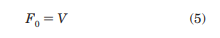 F₀ = V (5)